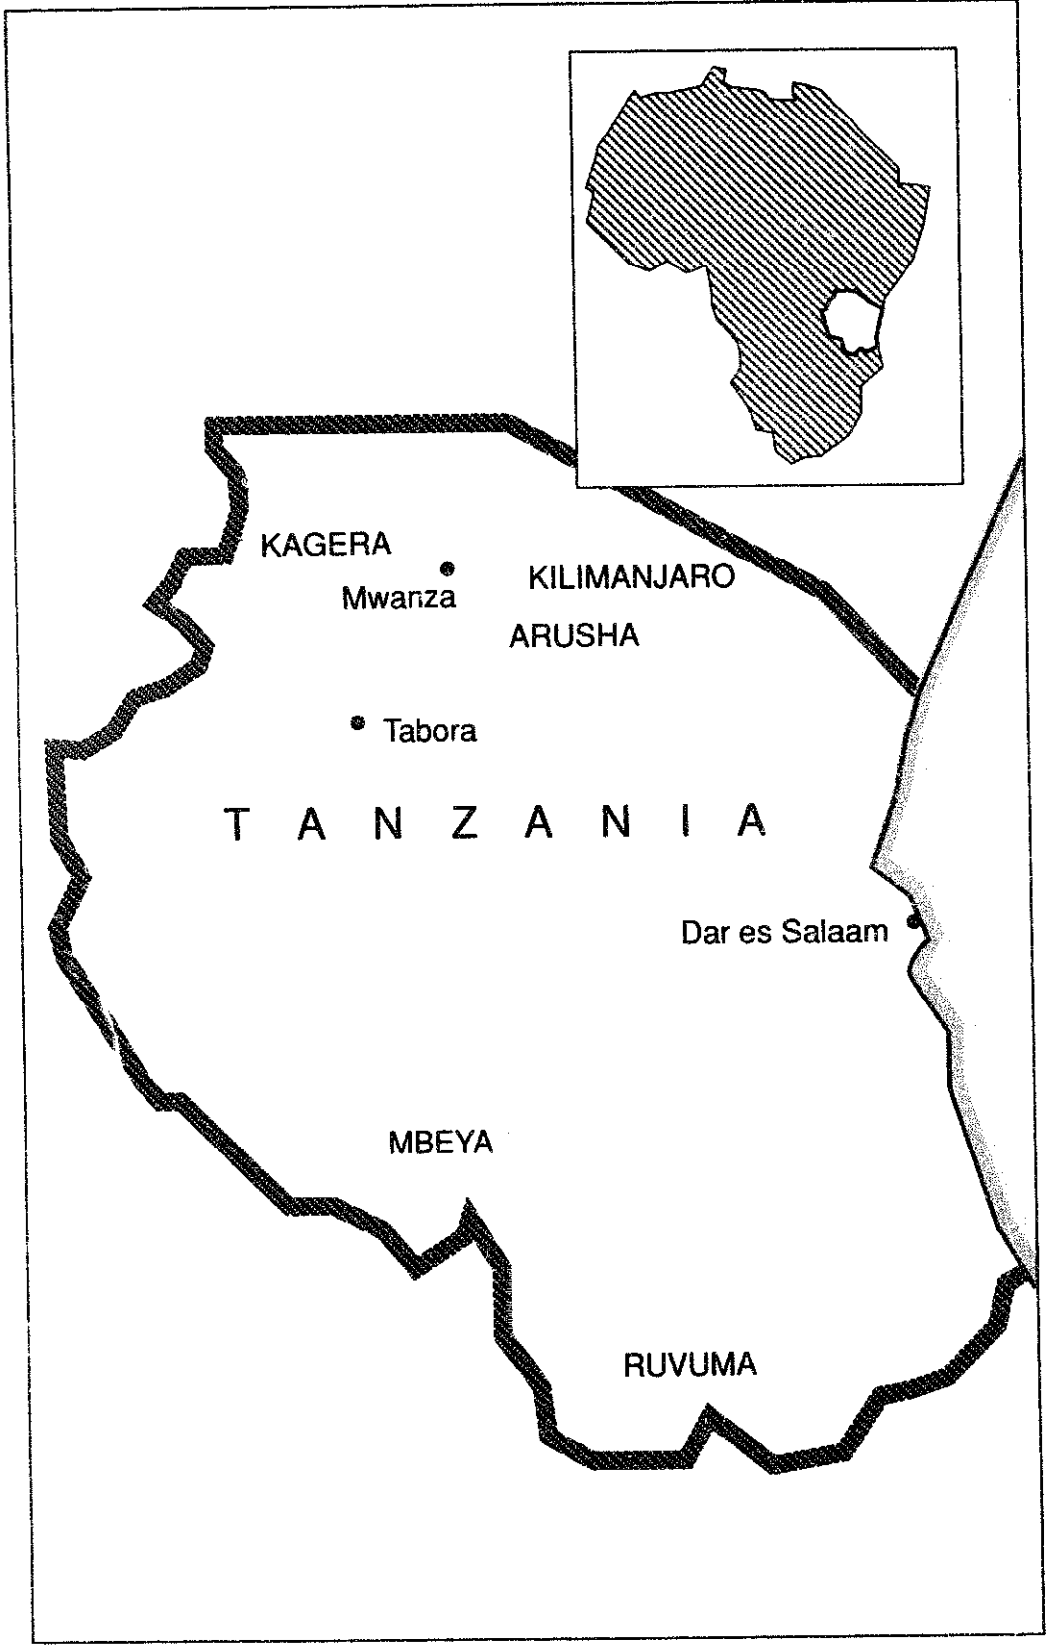 KAGERA
Mwanza
KILIMANJARO
ARUSHA
Tabora
T A N Z A N I A
Dar es Salaam
MBEYA
RUVUMA